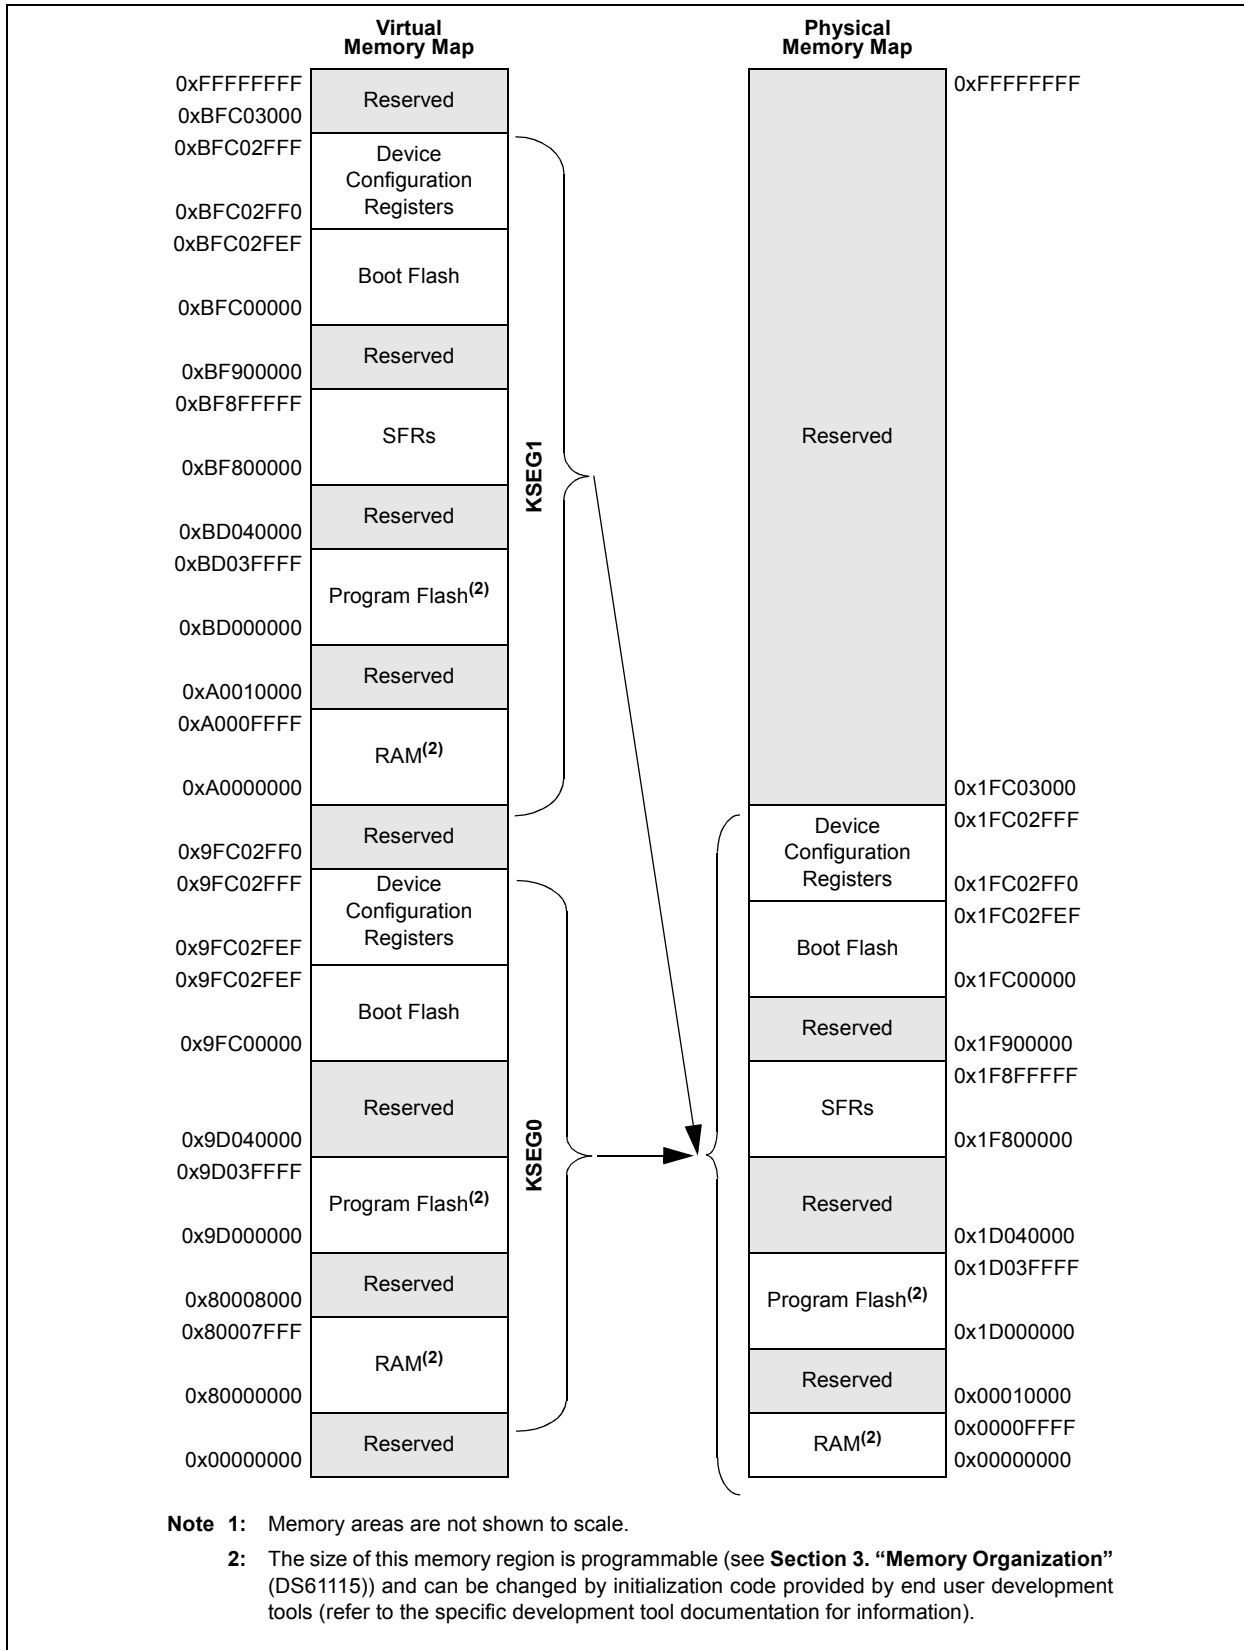 Virtual
Memory Map
0xFFFFFFFF
Reserved
0xBFC03000
0xBFC02FFF
Device
Configuration
Registers
0xBFC02FF0
0xBFC02FEF
Boot Flash
0xBFC00000
Reserved
0xBF900000
0xBF8FFFFF
SFRs
0xBF800000
Reserved
0xBD040000
0xBD03FFFF
Program Flash(2)
0xBD000000
Reserved
0xA0010000
0xA000FFFF
RAM(2)
0xA0000000
Reserved
0x9FC02FF0
0x9FC02FFF
Device
Configuration
Registers
0x9FC02FEF
0x9FC02FEF
Boot Flash
0x9FC00000
Reserved
0x9D040000
0x9D03FFFF
Program Flash(2)
0x9D000000
Reserved
0x80008000
0x80007FFF
RAM(2)
0x80000000
Reserved
0x00000000
KSEG1
KSEG0
Physical
Memory Map
0xFFFFFFFF
Reserved
0x1FC03000
0x1FC02FFF
Device
Configuration
Registers
0x1FC02FF0
0x1FC02FEF
Boot Flash
0x1FC00000
Reserved
0x1F900000
0x1F8FFFFF
SFRs
0x1F800000
Reserved
0x1D040000
0x1D03FFFF
Program Flash(2)
0x1D000000
Reserved
0x00010000
0x0000FFFF
RAM(2)
0x00000000
Note 1: Memory areas are not shown to scale.
2: The size of this memory region is programmable (see Section 3. “Memory Organization”
(DS61115)) and can be changed by initialization code provided by end user development
tools (refer to the specific development tool documentation for information).